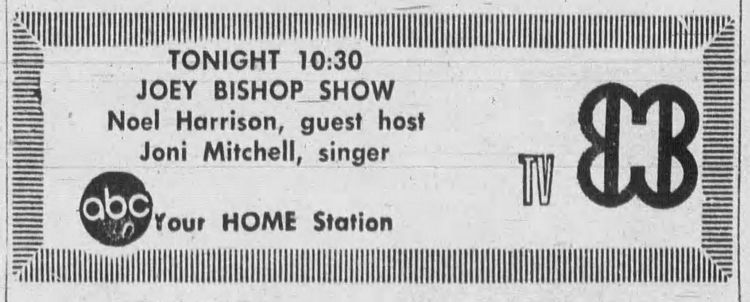 TONIGHT 10:30
JOEY BISHOP SHOW
Noel Harrison, guest host
Joni Mitchell, singer
TV
abc
Your HOME Station